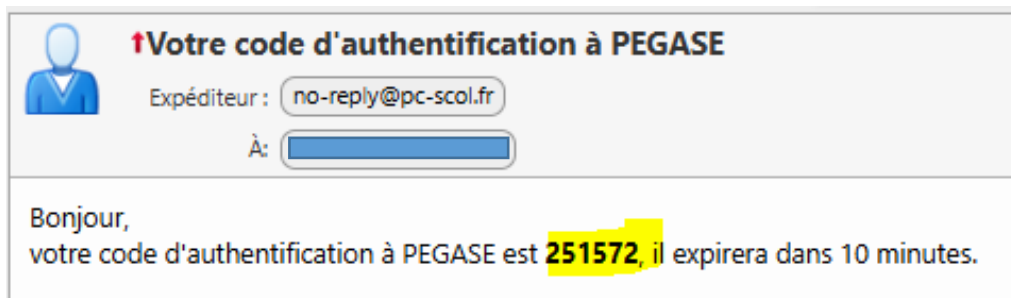 Votre code d'authentification à PEGASE
Expéditeur : no-reply@pc-scol.fr
À:
Bonjour,
votre code d'authentification à PEGASE est 251572, il expirera dans 10 minutes.